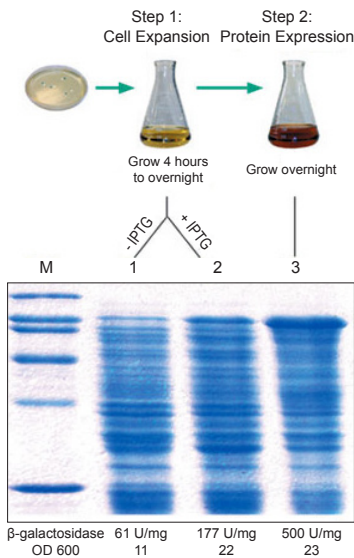 Step 1:
Cell Expansion
Step 2:
Protein Expression
Grow 4 hours
to overnight
Grow overnight
- IPTG
+ IPTG
M 1 2 3
β-galactosidase 61 U/mg 177 U/mg 500 U/mg
OD 600 11 22 23